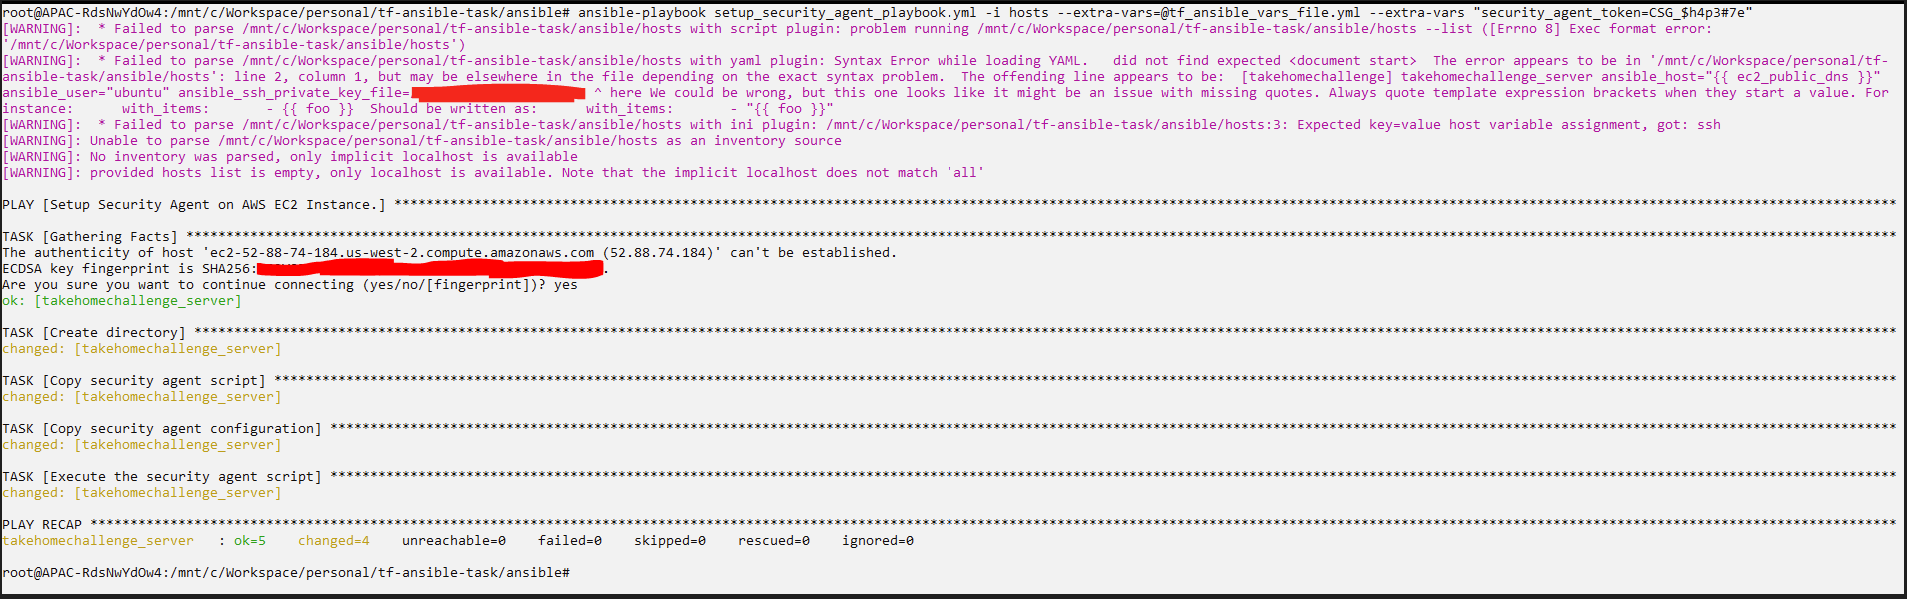 root@APAC-RdsNwYdOw4:/mnt/c/Workspace/personal/tf-ansible-task/ansible# ansible-playbook setup_security_agent_playbook.yml -i hosts --extra-vars=@tf_ansible_vars_file.yml --extra-vars "security_agent_token=CSG_$h4p3#7e"
[WARNING]:  * Failed to parse /mnt/c/Workspace/personal/tf-ansible-task/ansible/hosts with script plugin: problem running /mnt/c/Workspace/personal/tf-ansible-task/ansible/hosts --list ([Errno 8] Exec format error:
'/mnt/c/Workspace/personal/tf-ansible-task/ansible/hosts')
[WARNING]:  * Failed to parse /mnt/c/Workspace/personal/tf-ansible-task/ansible/hosts with yaml plugin: Syntax Error while loading YAML.   did not find expected <document start>  The error appears to be in '/mnt/c/Workspace/personal/tf-
ansible-task/ansible/hosts': line 2, column 1, but may be elsewhere in the file depending on the exact syntax problem.  The offending line appears to be:  [takehomechallenge] takehomechallenge_server ansible_host="{{ ec2_public_dns }}"
ansible_user="ubuntu" ansible_ssh_private_key_file= ^ here We could be wrong, but this one looks like it might be an issue with missing quotes. Always quote template expression brackets when they start a value. For
instance:      with_items:       - {{ foo }}  Should be written as:      with_items:       - "{{ foo }}"
[WARNING]:  * Failed to parse /mnt/c/Workspace/personal/tf-ansible-task/ansible/hosts with ini plugin: /mnt/c/Workspace/personal/tf-ansible-task/ansible/hosts:3: Expected key=value host variable assignment, got: ssh
[WARNING]: Unable to parse /mnt/c/Workspace/personal/tf-ansible-task/ansible/hosts as an inventory source
[WARNING]: No inventory was parsed, only implicit localhost is available
[WARNING]: provided hosts list is empty, only localhost is available. Note that the implicit localhost does not match 'all'
PLAY [Setup Security Agent on AWS EC2 Instance.] ****
TASK [Gathering Facts] ****
The authenticity of host 'ec2-52-88-74-184.us-west-2.compute.amazonaws.com (52.88.74.184)' can't be established.
ECDSA key fingerprint is SHA256: .
Are you sure you want to continue connecting (yes/no/[fingerprint])? yes
ok: [takehomechallenge_server]
TASK [Create directory] ****
changed: [takehomechallenge_server]
TASK [Copy security agent script] ****
changed: [takehomechallenge_server]
TASK [Copy security agent configuration] ****
changed: [takehomechallenge_server]
TASK [Execute the security agent script] ****
changed: [takehomechallenge_server]
PLAY RECAP ****
takehomechallenge_server   : ok=5    changed=4    unreachable=0    failed=0    skipped=0    rescued=0    ignored=0
root@APAC-RdsNwYdOw4:/mnt/c/Workspace/personal/tf-ansible-task/ansible#